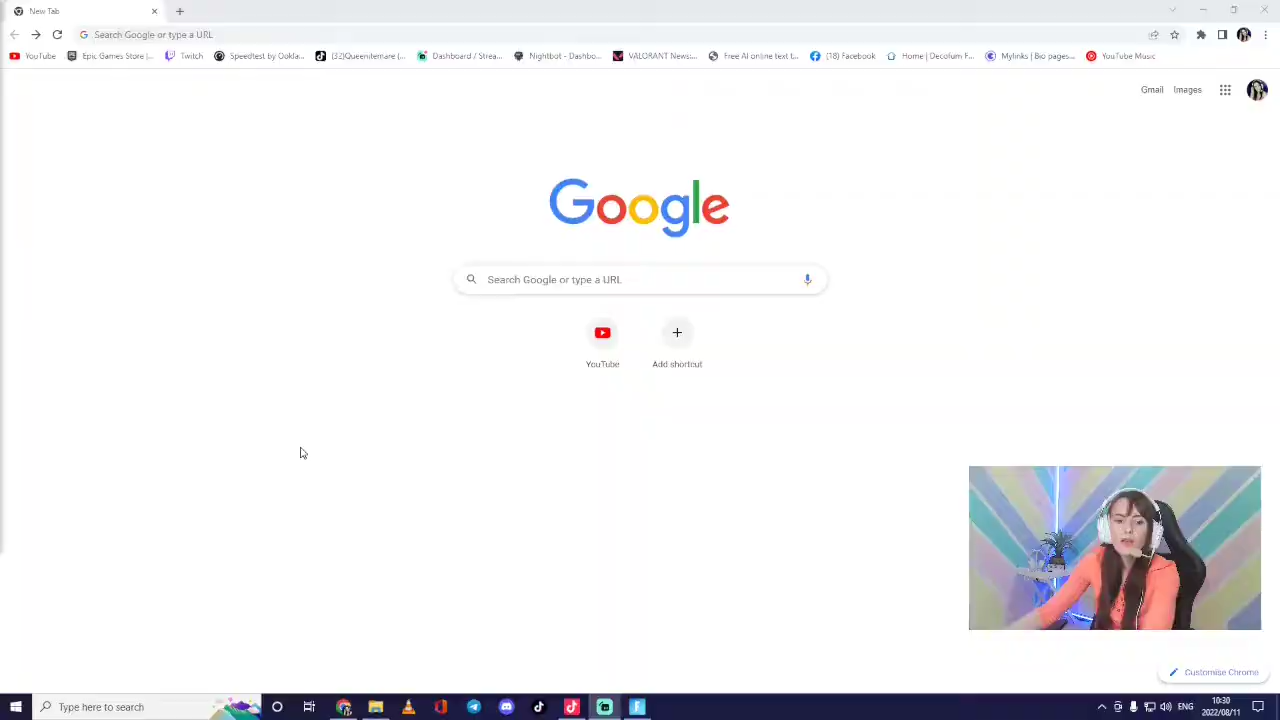 New Tab
Search Google or type a URL
YouTube
Epic Games Store |...
Twitch
Speedtest by Ookla...
(32)Queenitemare (...
Dashboard / Strea...
Nightbot - Dashbo...
VALORANT News:...
Free AI online text t...
(18) Facebook
Home | Decofurn F...
Mylinks | Bio pages...
YouTube Music
Gmail
Images
Google
Search Google or type a URL
YouTube
Add shortcut
Customise Chrome
Type here to search
ENG
10:30
2022/08/11